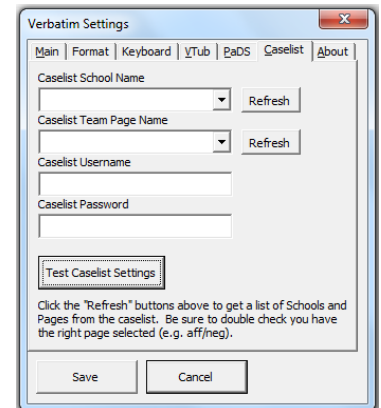 Verbatim Settings
Main Format Keyboard VTub PaDS Caselist About
Caselist School Name
Refresh
Caselist Team Page Name
Refresh
Caselist Username
Caselist Password
Test Caselist Settings
Click the "Refresh" buttons above to get a list of Schools and
Pages from the caselist. Be sure to double check you have
the right page selected (e.g. aff/neg).
Save Cancel